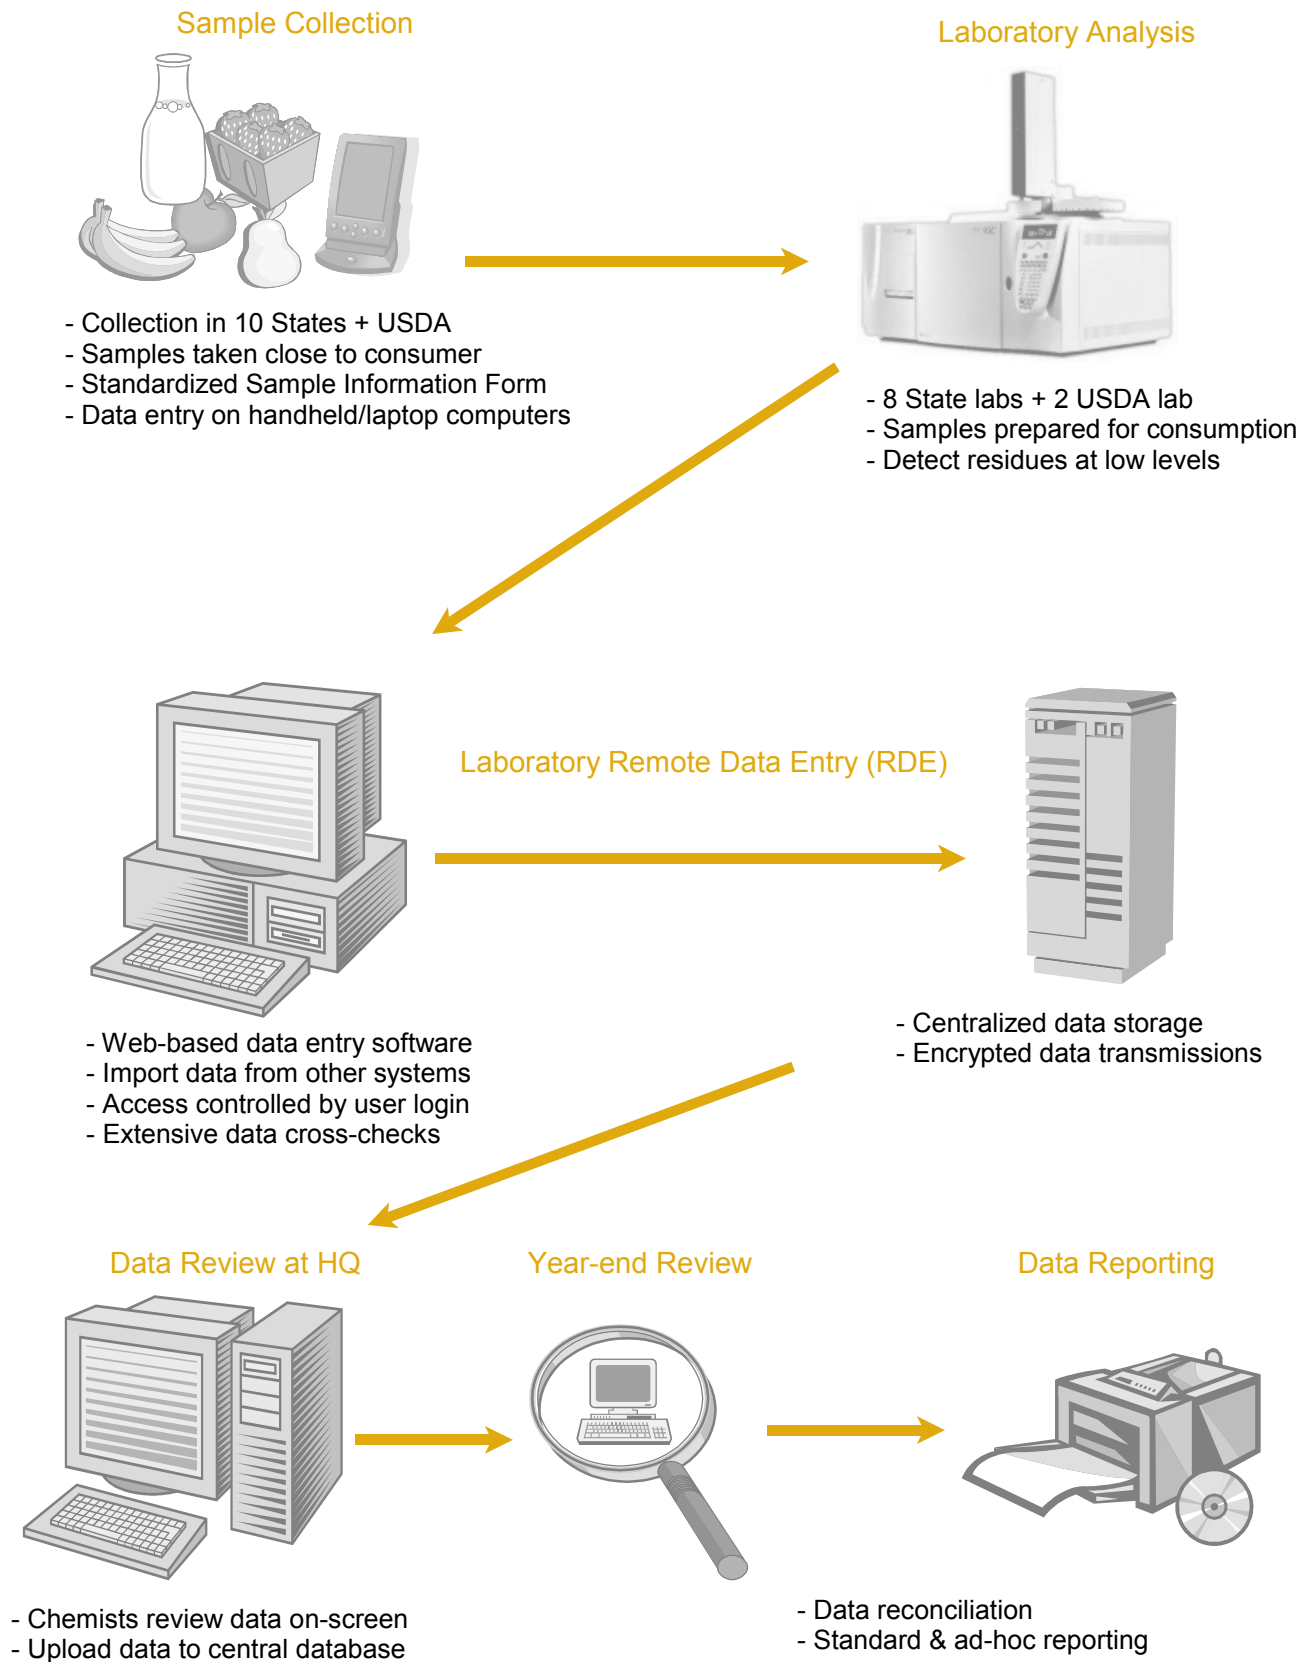 Sample Collection
Laboratory Analysis
- Collection in 10 States + USDA
- Samples taken close to consumer
- Standardized Sample Information Form
- Data entry on handheld/laptop computers
- 8 State labs + 2 USDA lab
- Samples prepared for consumption
- Detect residues at low levels
Laboratory Remote Data Entry (RDE)
- Web-based data entry software
- Import data from other systems
- Access controlled by user login
- Extensive data cross-checks
- Centralized data storage
- Encrypted data transmissions
Data Review at HQ
Year-end Review
Data Reporting
- Chemists review data on-screen
- Upload data to central database
- Data reconciliation
- Standard & ad-hoc reporting